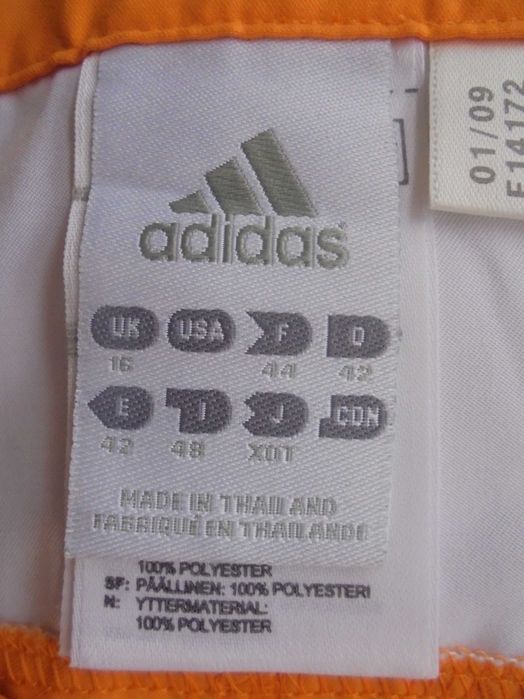 adidas
UK USA F D
16 44 42
E I J CDN
42 48 XOT
MADE IN THAILAND
FABRIQUÉ EN THAILANDE
100% POLYESTER
SF: PÄÄLLINEN: 100% POLYESTERI
N: YTTERMATERIAL:
100% POLYESTER
01/09
E14172